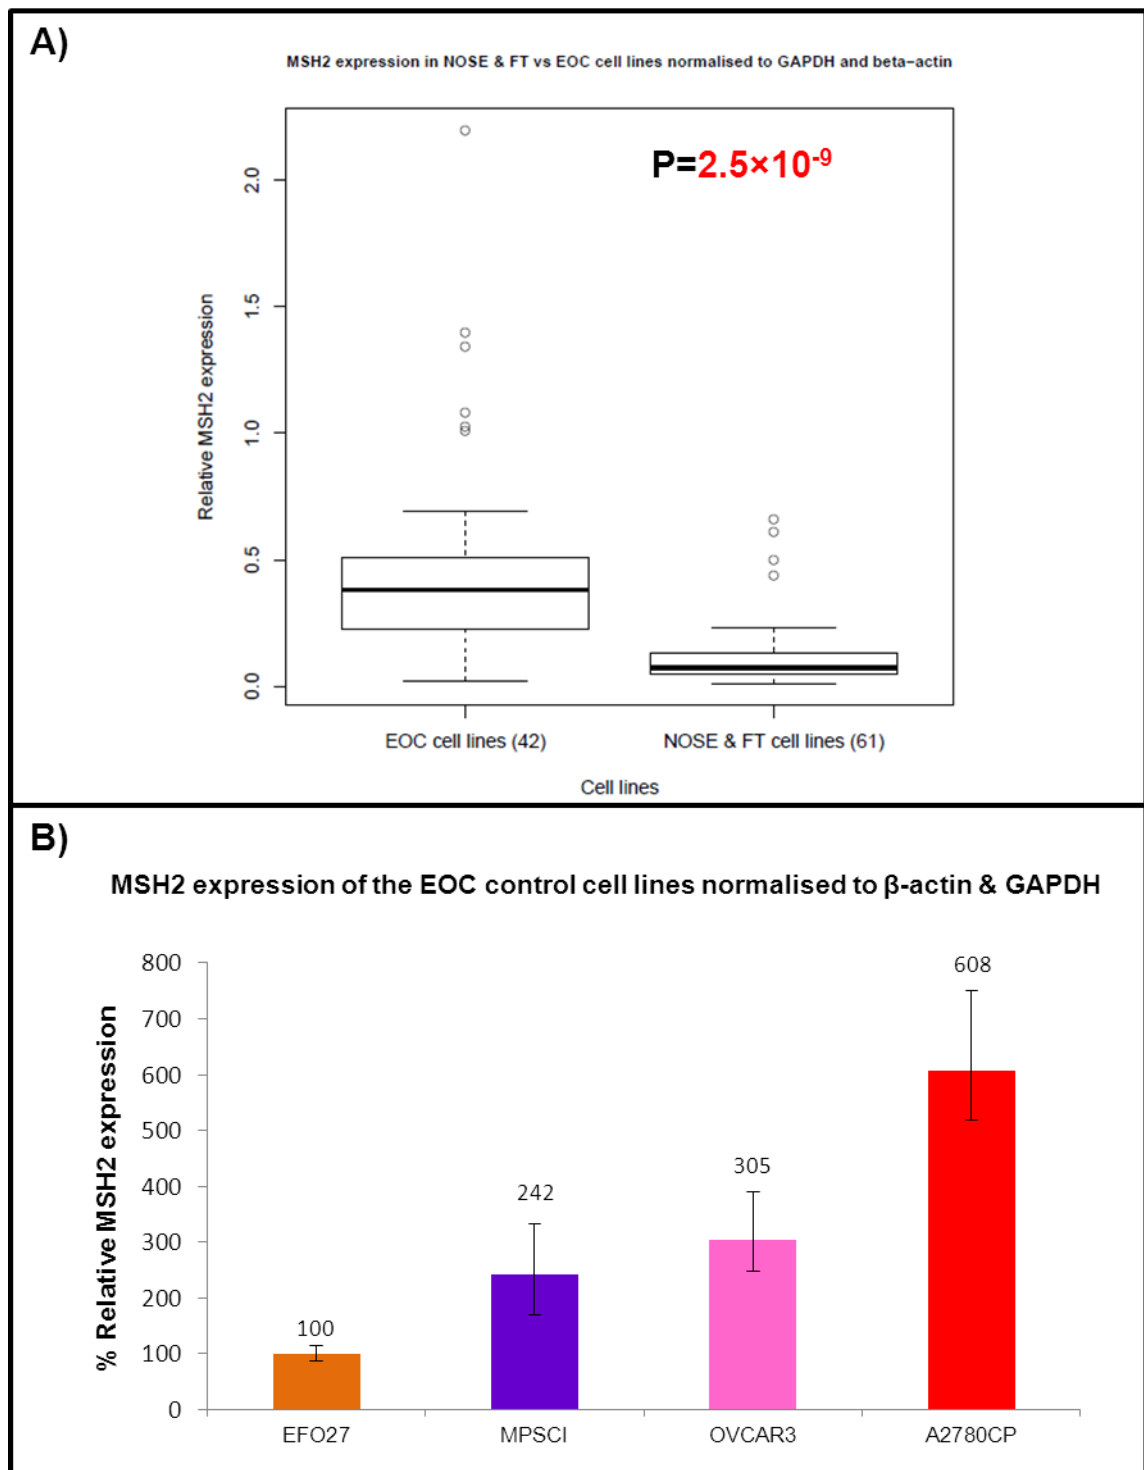 A)
MSH2 expression in NOSE & FT vs EOC cell lines normalised to GAPDH and beta−actin
P=2.5×10⁻⁹
Relative MSH2 expression
2.0
1.5
1.0
0.5
0.0
EOC cell lines (42) NOSE & FT cell lines (61)
Cell lines
B)
MSH2 expression of the EOC control cell lines normalised to β-actin & GAPDH
% Relative MSH2 expression
800
700
600
500
400
300
200
100
0
100
242
305
608
EFO27 MPSCI OVCAR3 A2780CP